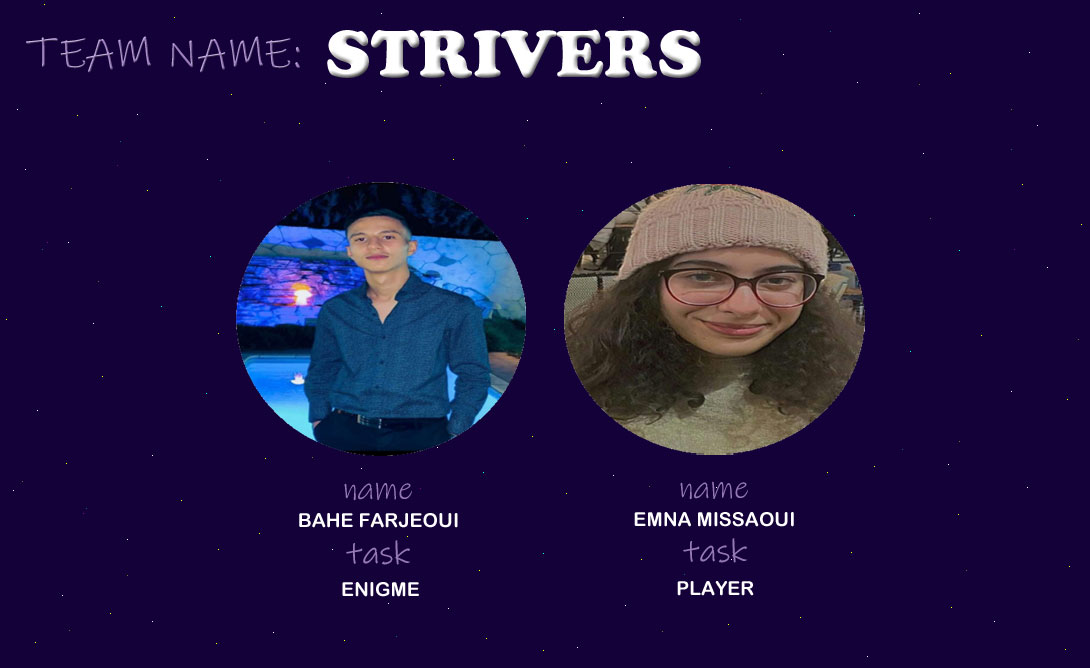 TEAM NAME: STRIVERS
name
BAHE FARJEOUI
task
ENIGME
name
EMNA MISSAOUI
task
PLAYER